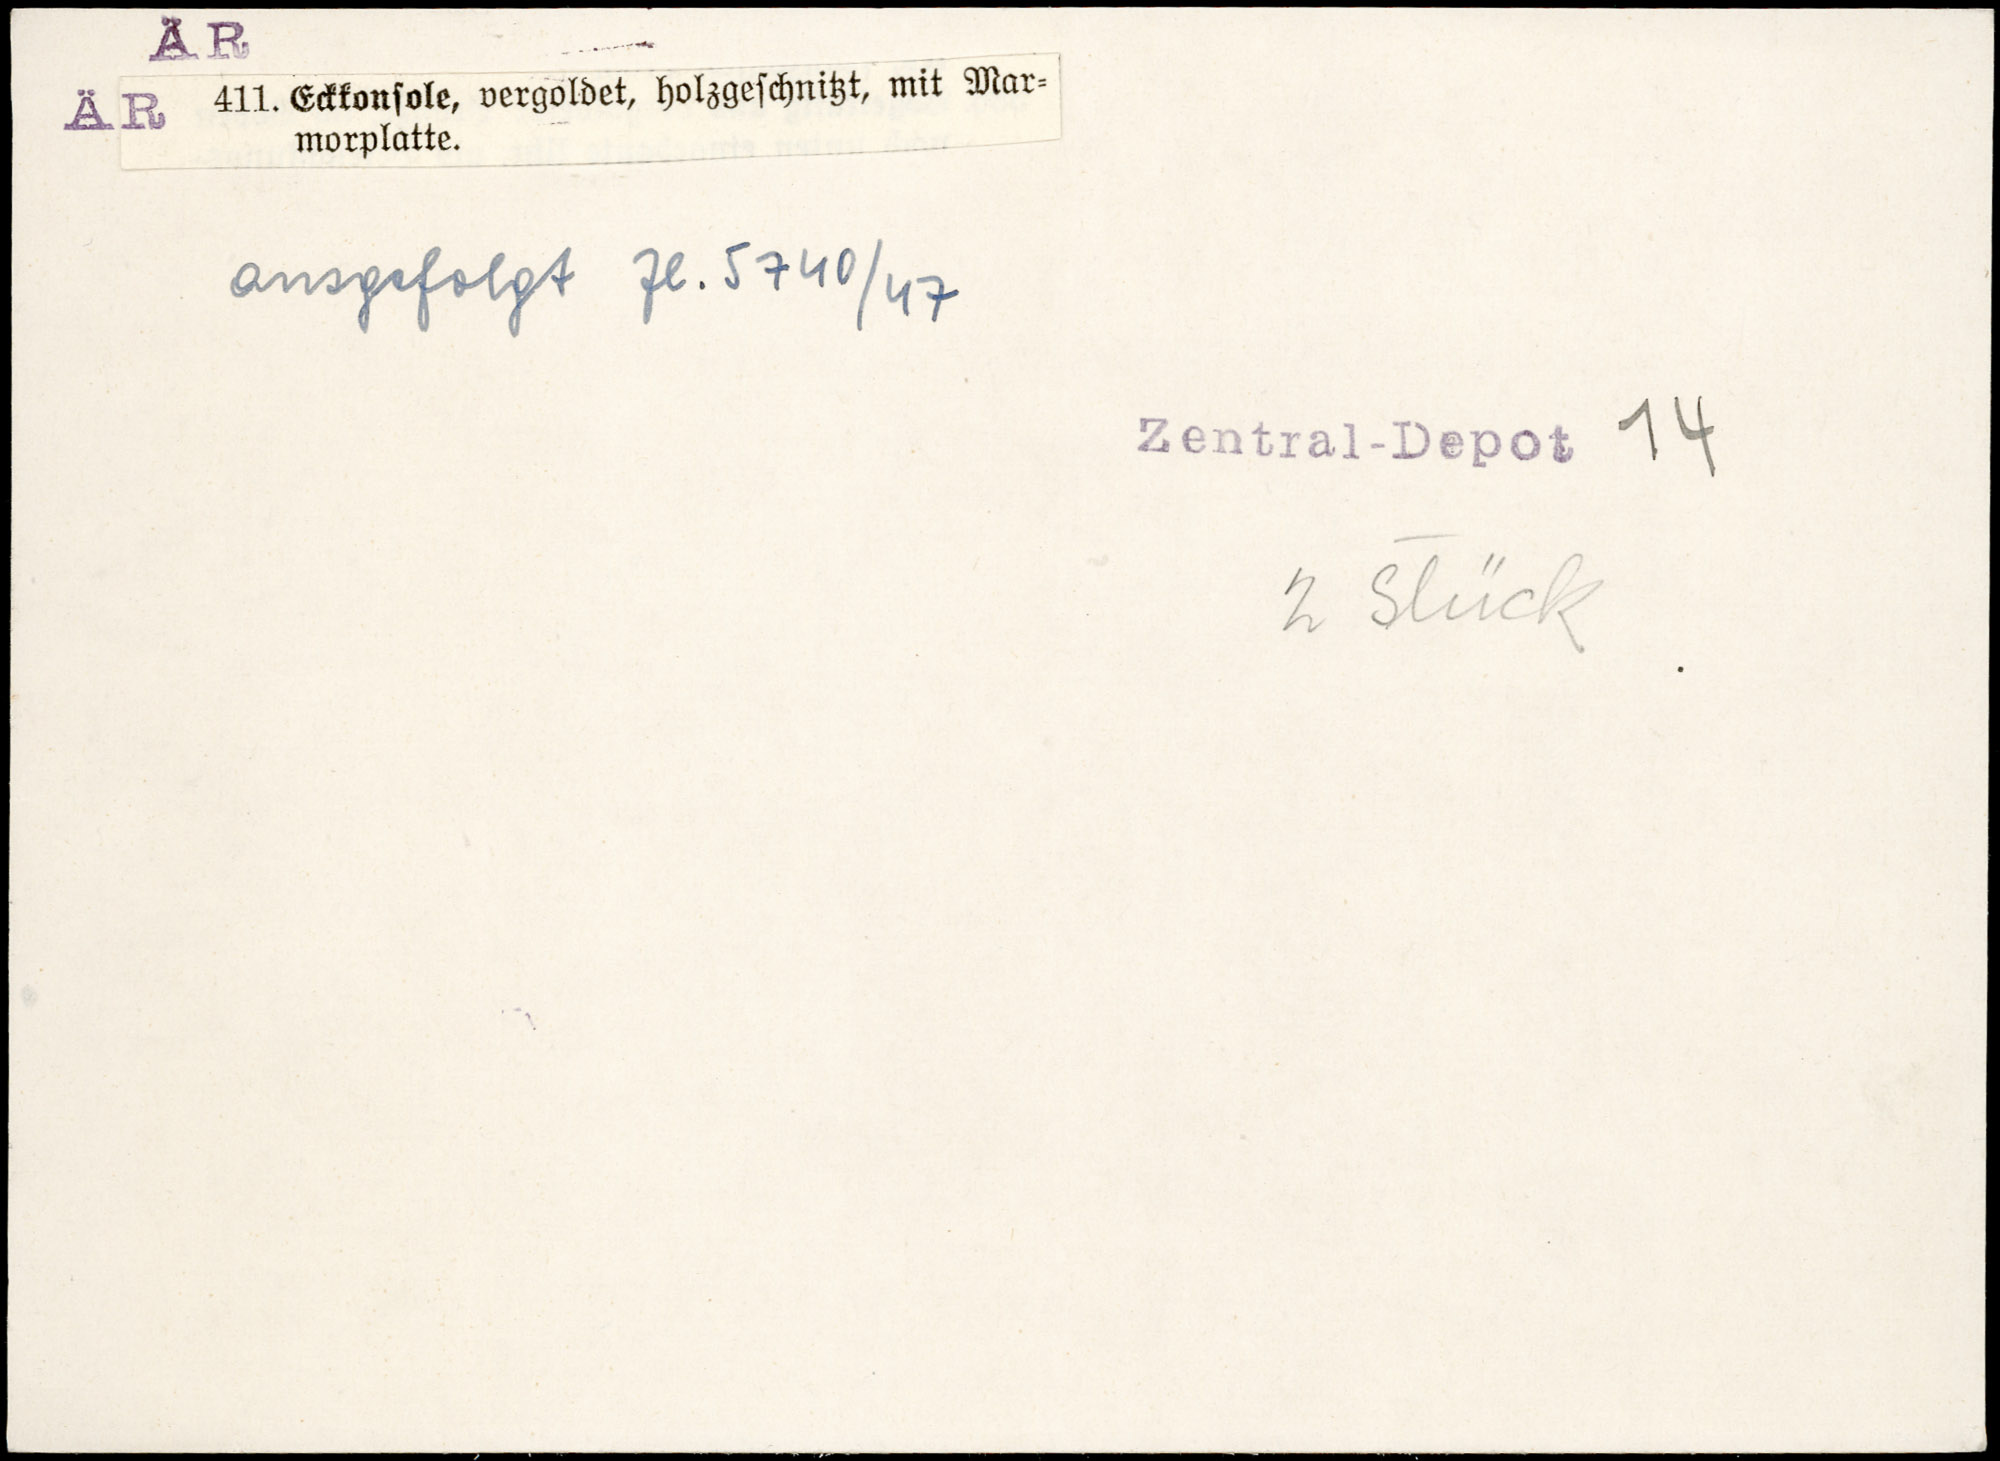 ÄR
ÄR 411. Eckkonsole, vergoldet, holzgeschnitzt, mit Mar-
morplatte.
ausgefolgt Zl. 5740/47
Zentral-Depot 14
2 Stück